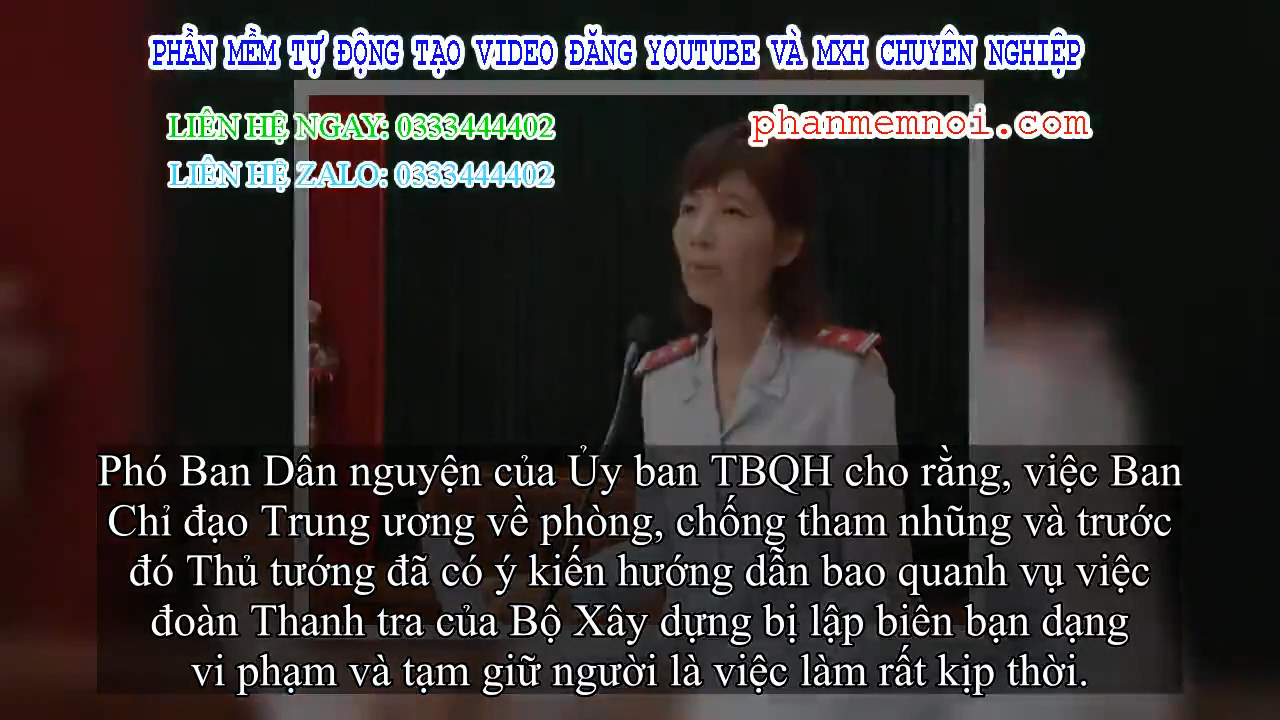 PHẦN MỀM TỰ ĐỘNG TẠO VIDEO ĐĂNG YOUTUBE VÀ MXH CHUYÊN NGHIỆP
LIÊN HỆ NGAY: 0333444402
phanmemnoi.com
LIÊN HỆ ZALO: 0333444402
Phó Ban Dân nguyện của Ủy ban TBQH cho rằng, việc Ban
Chỉ đạo Trung ương về phòng, chống tham nhũng và trước
đó Thủ tướng đã có ý kiến hướng dẫn bao quanh vụ việc
đoàn Thanh tra của Bộ Xây dựng bị lập biên bạn dạng
vi phạm và tạm giữ người là việc làm rất kịp thời.